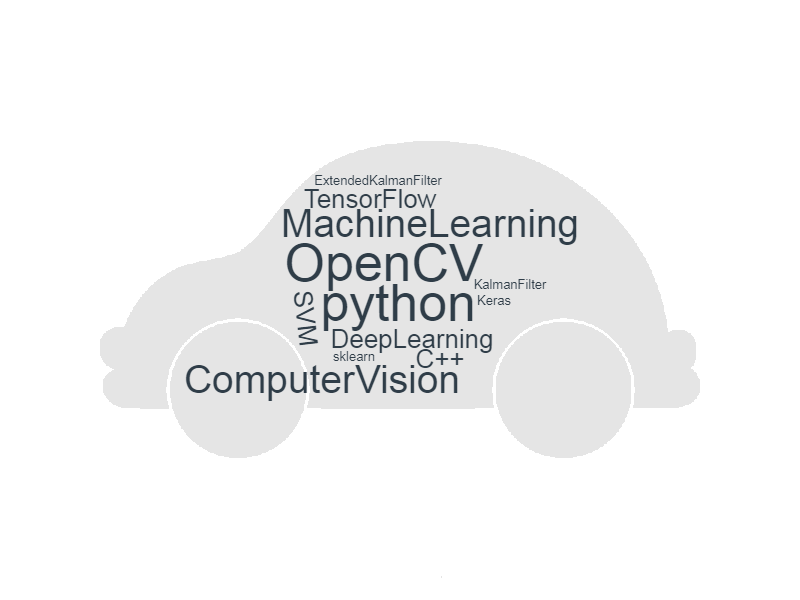 ExtendedKalmanFilter
TensorFlow
MachineLearning
OpenCV
KalmanFilter
python
Keras
SVM
DeepLearning
sklearn
C++
ComputerVision